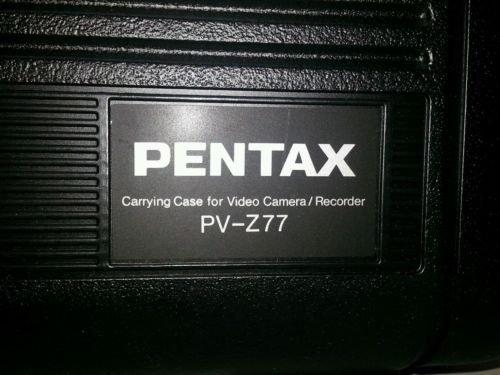 PENTAX
Carrying Case for Video Camera/Recorder
PV-Z77